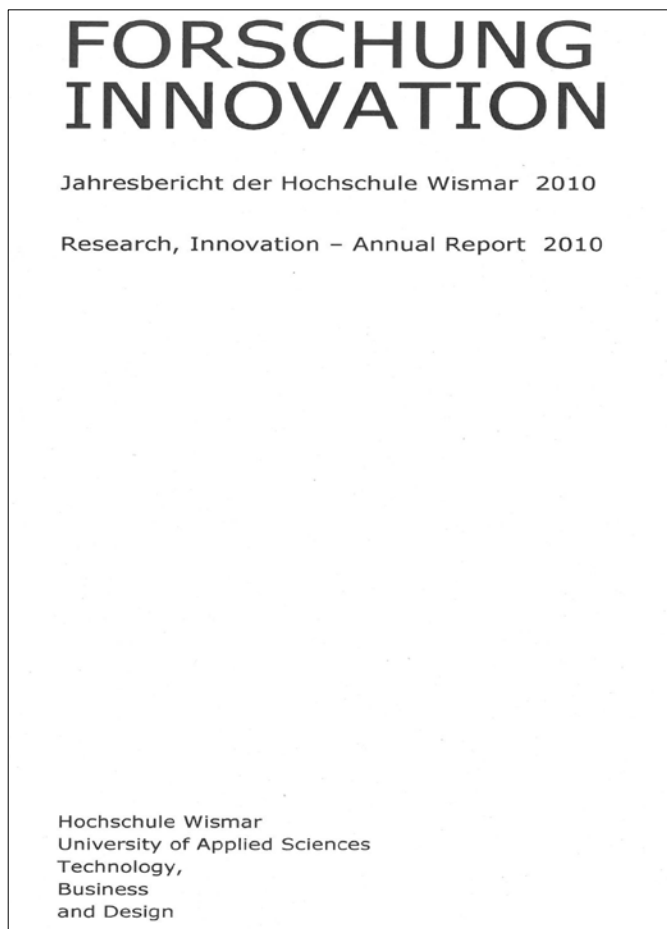 FORSCHUNG
INNOVATION
Jahresbericht der Hochschule Wismar 2010
Research, Innovation – Annual Report 2010
Hochschule Wismar
University of Applied Sciences
Technology,
Business
and Design